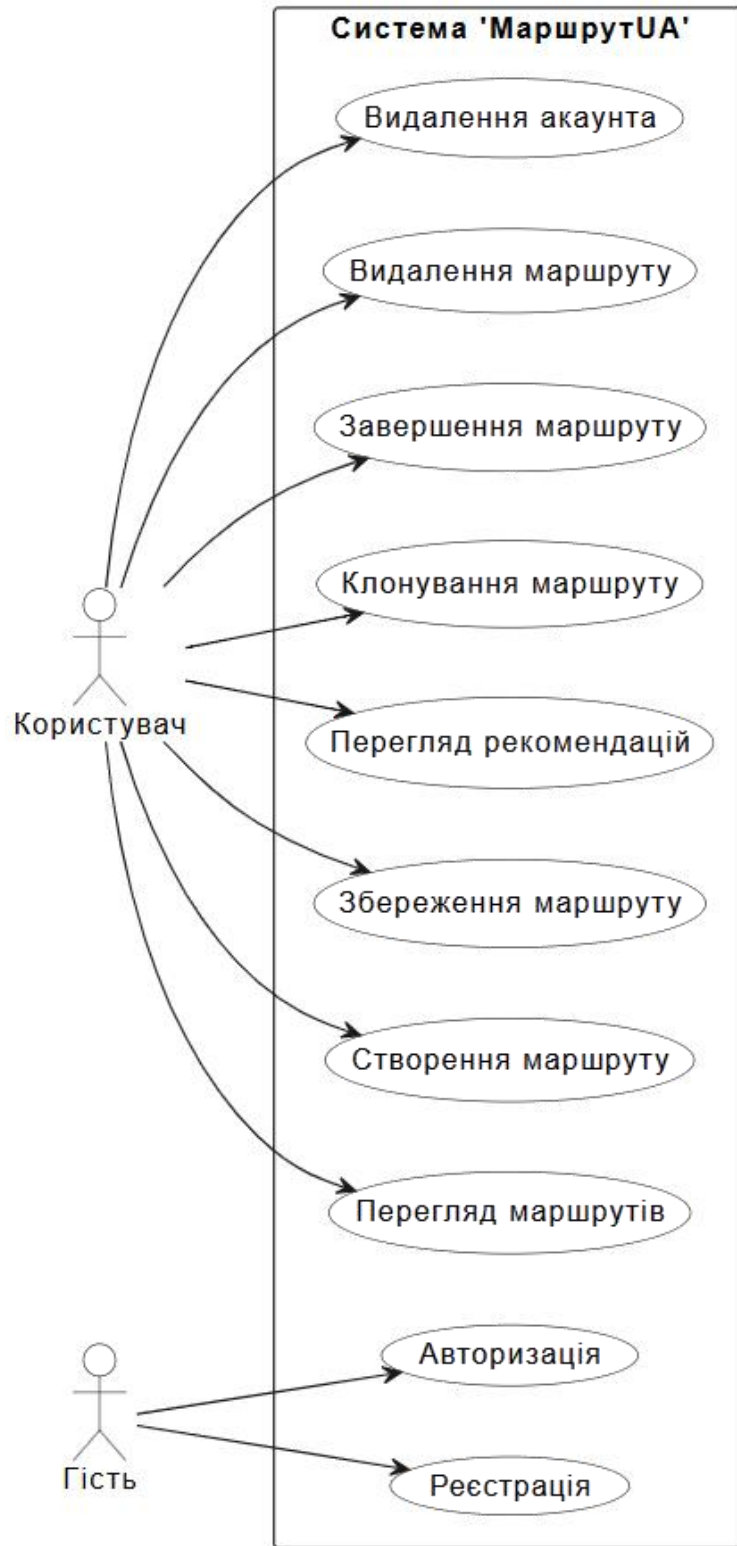 Система 'МаршрутUA'
Видалення акаунта
Видалення маршруту
Завершення маршруту
Клонування маршруту
Користувач
Перегляд рекомендацій
Збереження маршруту
Створення маршруту
Перегляд маршрутів
Авторизація
Гість
Реєстрація